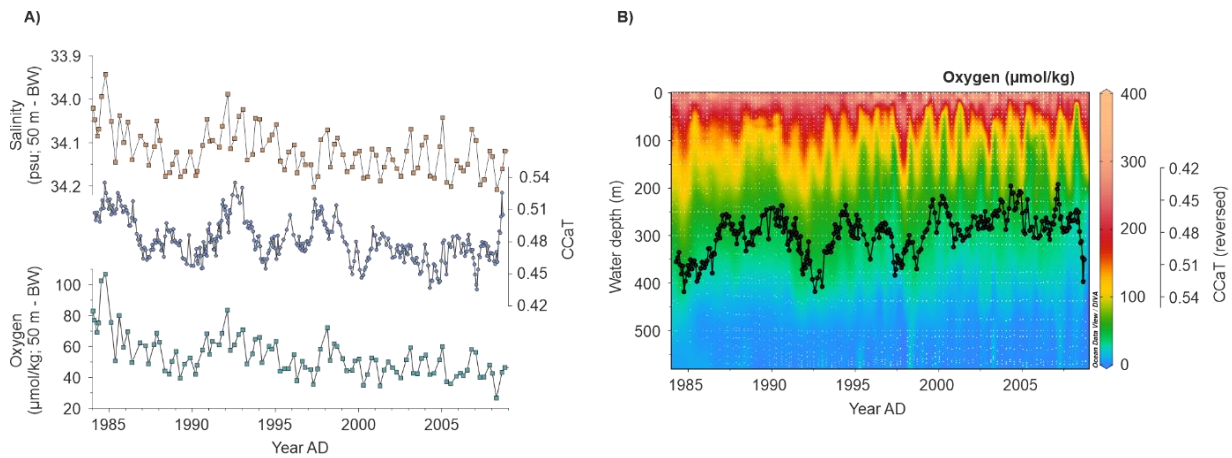 A)
33.9
34.0
34.1
34.2
Salinity
(psu; 50 m - BW)
0.54
0.51
0.48
0.45
0.42
CCaT
100
80
60
40
20
Oxygen
(µmol/kg; 50 m - BW)
1985 1990 1995 2000 2005
Year AD
B)
Oxygen (µmol/kg)
0
100
200
300
400
500
Water depth (m)
1985 1990 1995 2000 2005
Year AD
Ocean Data View / DIVA
400
300
200
100
0
0.42
0.45
0.48
0.51
0.54
CCaT (reversed)